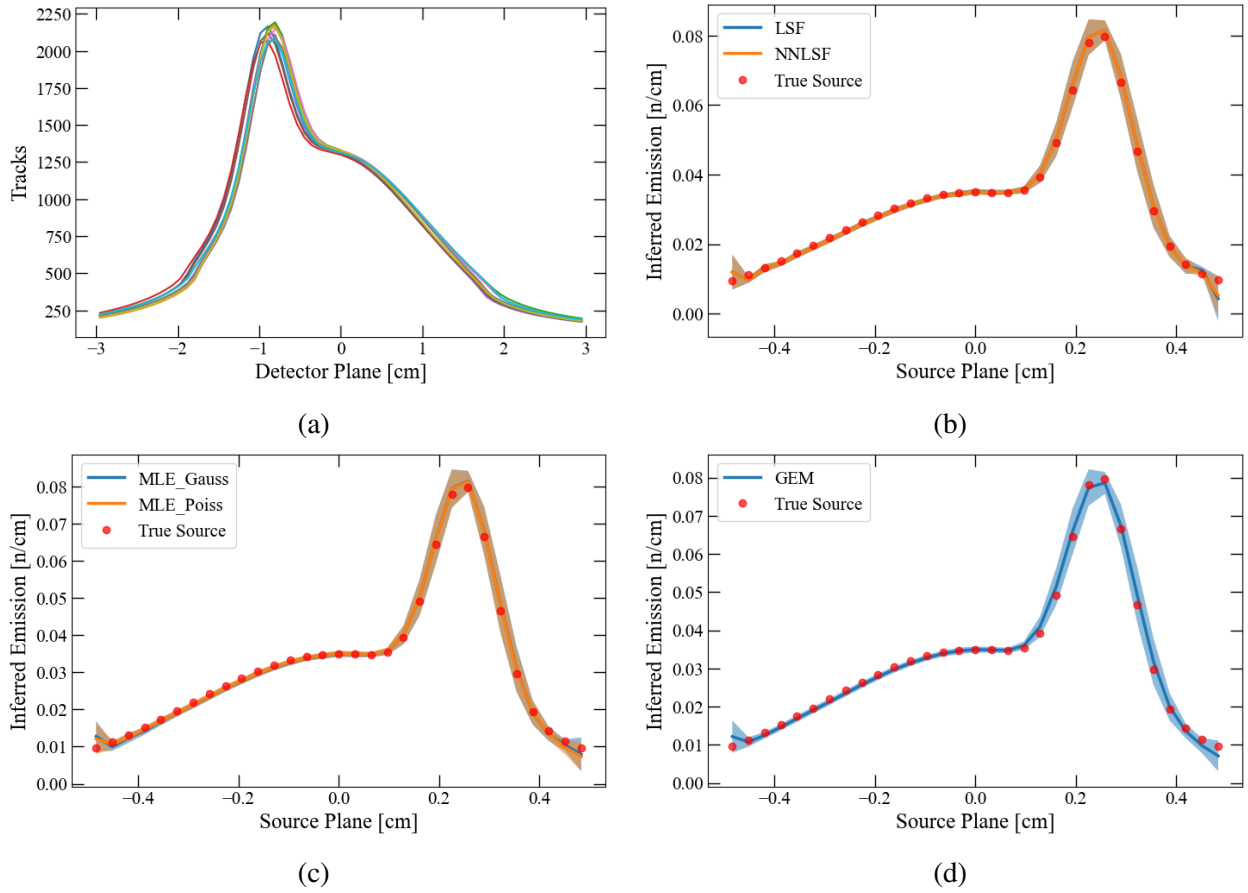 2250
2000
1750
1500
1250
1000
750
500
250
Tracks
−3 −2 −1 0 1 2 3
Detector Plane [cm]
(a)
LSF
NNLSF
True Source
0.08
0.06
0.04
0.02
0.00
Inferred Emission [n/cm]
−0.4 −0.2 0.0 0.2 0.4
Source Plane [cm]
(b)
MLE_Gauss
MLE_Poiss
True Source
0.08
0.07
0.06
0.05
0.04
0.03
0.02
0.01
0.00
Inferred Emission [n/cm]
−0.4 −0.2 0.0 0.2 0.4
Source Plane [cm]
(c)
GEM
True Source
0.08
0.07
0.06
0.05
0.04
0.03
0.02
0.01
0.00
Inferred Emission [n/cm]
−0.4 −0.2 0.0 0.2 0.4
Source Plane [cm]
(d)